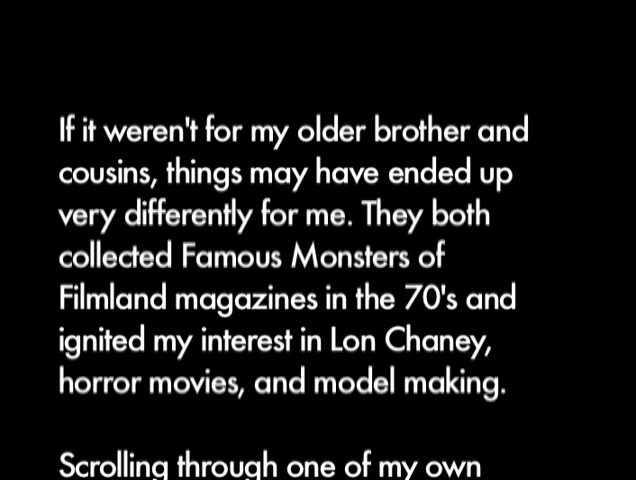 If it weren't for my older brother and
cousins, things may have ended up
very differently for me. They both
collected Famous Monsters of
Filmland magazines in the 70's and
ignited my interest in Lon Chaney,
horror movies, and model making.
Scrolling through one of my own